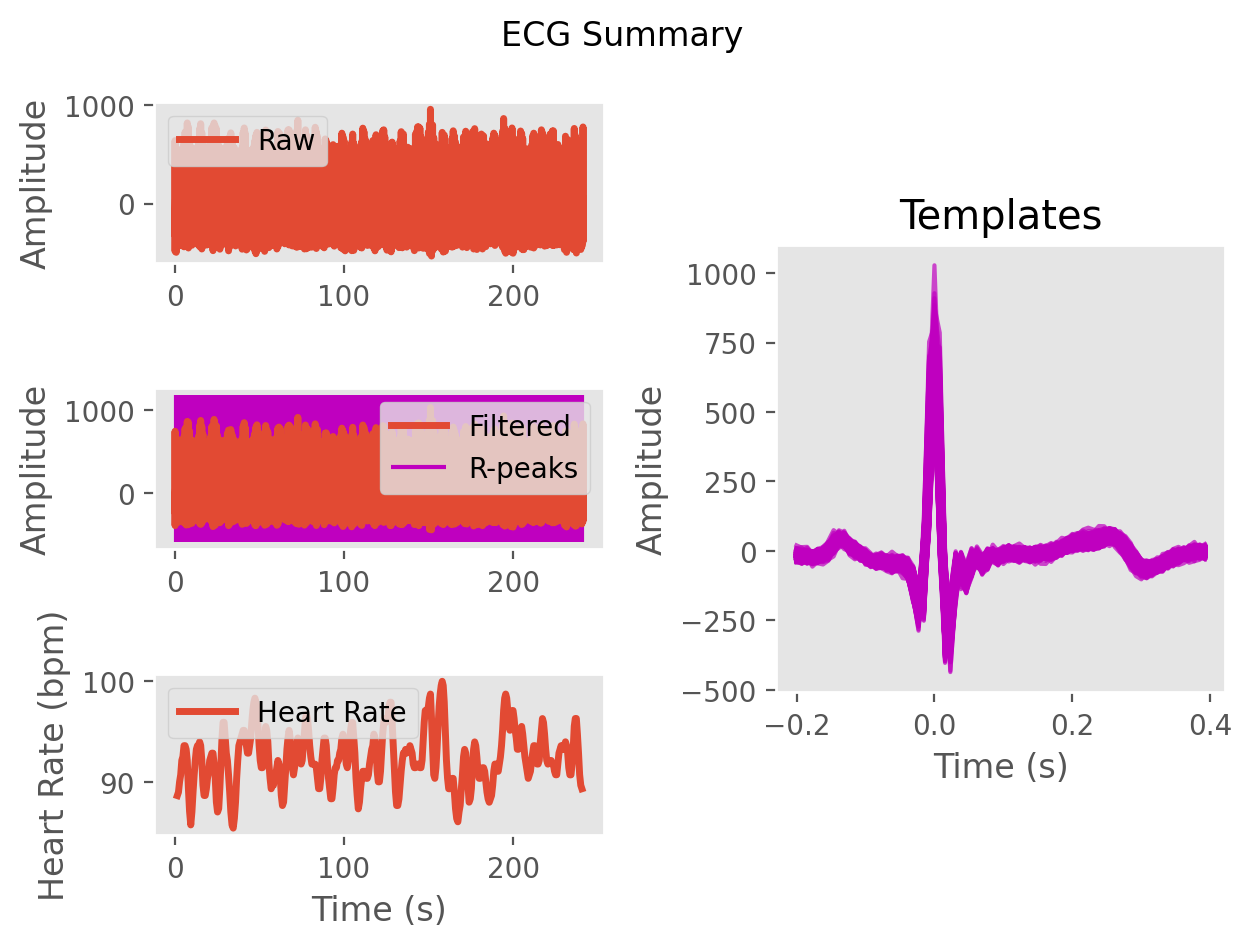 ECG Summary
Amplitude
1000
0
Raw
0
100
200
Amplitude
1000
0
Filtered
R-peaks
0
100
200
Heart Rate (bpm)
100
90
Heart Rate
0
100
200
Time (s)
Templates
Amplitude
1000
750
500
250
0
−250
−500
−0.2
0.0
0.2
0.4
Time (s)